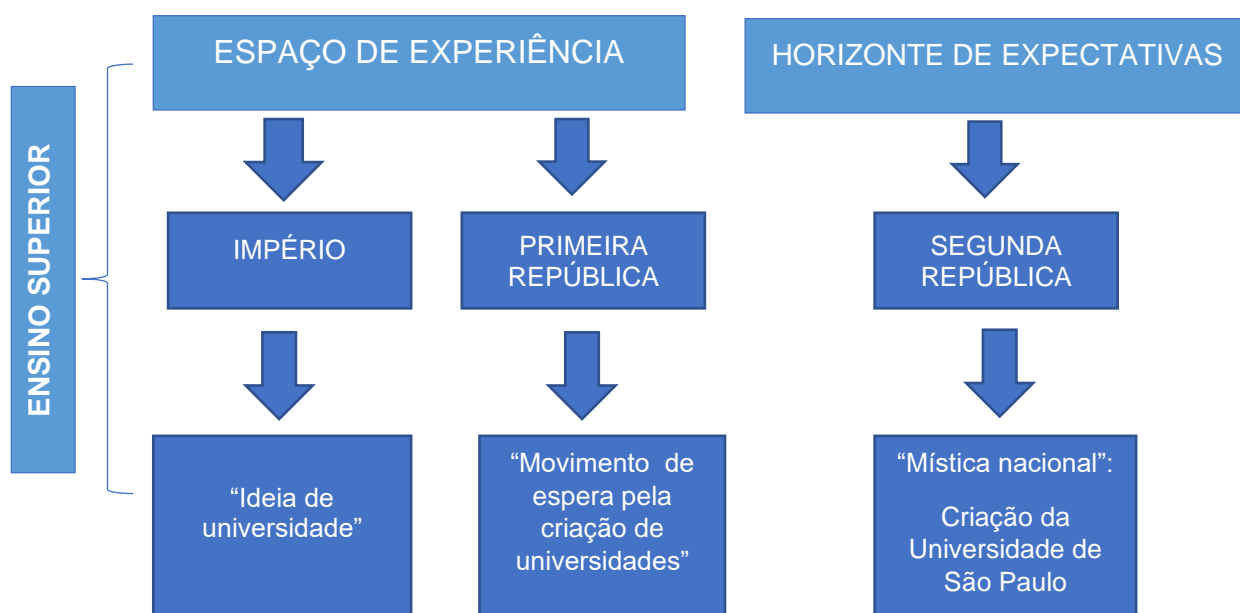 ENSINO SUPERIOR
ESPAÇO DE EXPERIÊNCIA
HORIZONTE DE EXPECTATIVAS
IMPÉRIO
PRIMEIRA
REPÚBLICA
SEGUNDA
REPÚBLICA
“Ideia de
universidade”
“Movimento de
espera pela
criação de
universidades”
“Mística nacional”:
Criação da
Universidade de
São Paulo